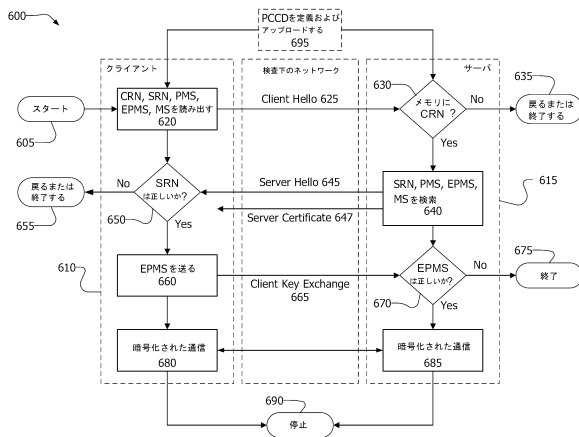 600
PCCDを定義および
アップロードする
695
クライアント
検査下のネットワーク
サーバ
スタート
605
CRN, SRN, PMS,
EPMS, MSを読み出す
620
Client Hello 625
630
メモリに
CRN ?
No
635
戻るまたは
終了する
Yes
戻るまたは
終了する
655
No
SRN
は正しいか?
650
Yes
Server Hello 645
Server Certificate 647
SRN, PMS, EPMS,
MSを検索
640
615
610
EPMSを送る
660
Client Key Exchange
665
EPMS
は正しいか?
670
No
675
終了
Yes
暗号化された通信
680
暗号化された通信
685
690
停止